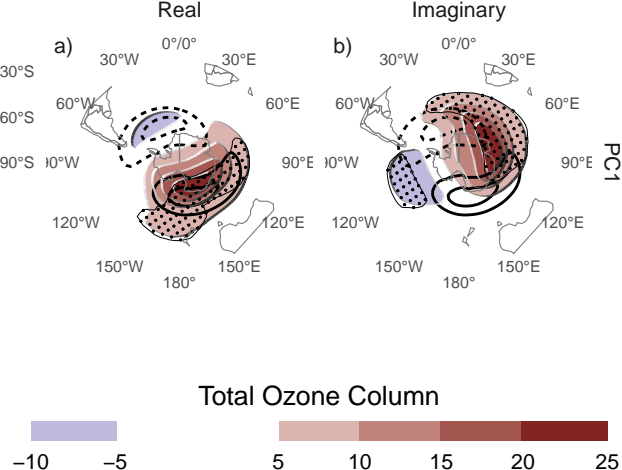 Real Imaginary
a) b)
0°/0° 0°/0°
30°W 30°E 30°W 30°E
30°S
60°W 60°E 60°W 60°E
60°S
90°S 90°W 90°E 90°W 90°E
PC1
120°W 120°E 120°W 120°E
150°W 150°E 150°W 150°E
180° 180°
Total Ozone Column
−10 −5 5 10 15 20 25